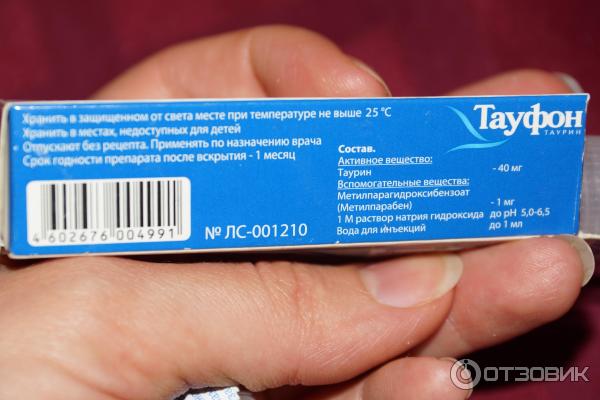 Хранить в защищенном от света месте при температуре не выше 25 °C
Хранить в местах, недоступных для детей
Отпускают без рецепта. Применять по назначению врача
Срок годности препарата после вскрытия - 1 месяц
4 602676 004991
№ ЛС-001210
Тауфон
ТАУРИН
Состав.
Активное вещество:
Таурин - 40 мг
Вспомогательные вещества:
Метилпарагидроксибензоат
(Метилпарабен) - 1 мг
1 М раствор натрия гидроксида до pH 5,0-6,5
Вода для инъекций до 1 мл
ОТЗОВИК